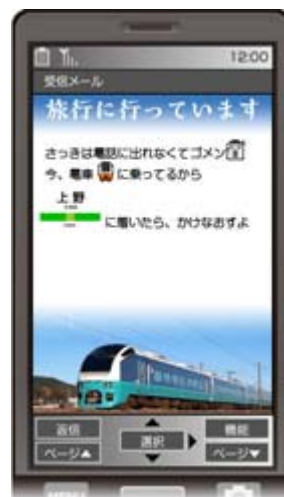 12:00
受信メール
旅行に行っています
さっきは電話に出れなくてゴメン
今、電車に乗ってるから
上野
に着いたら、かけなおすよ
返信
選択
機能
ページ▲
ページ▼
MENU